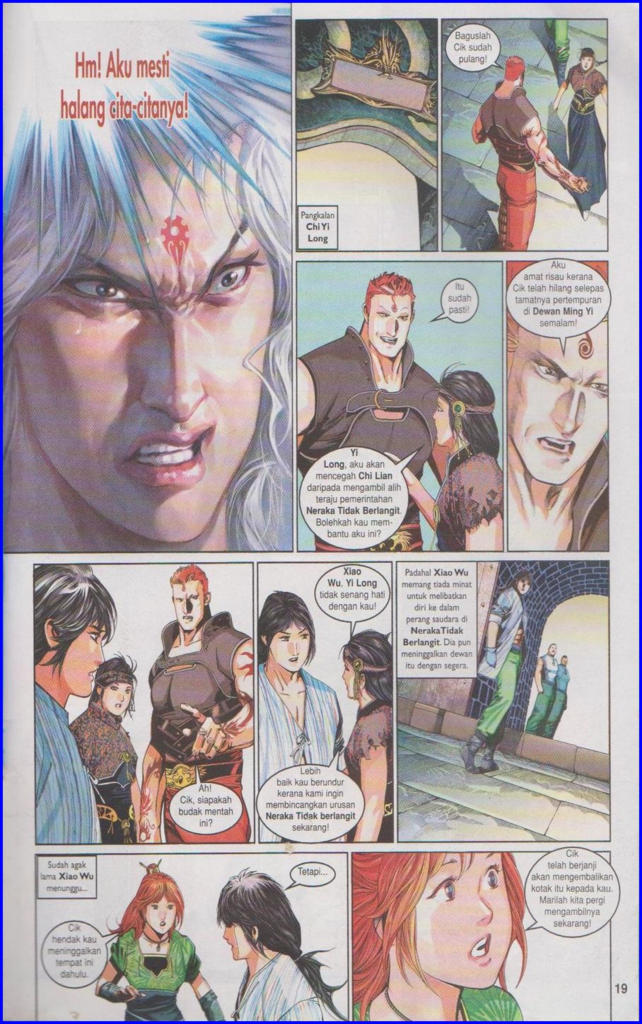 Hm! Aku mesti
halang cita-citanya!
Pangkalan
Chi Yi
Long
Baguslah
Cik sudah
pulang!
Itu
sudah
pasti!
Yi
Long, aku akan
mencegah Chi Lian
daripada mengambil alih
teraju pemerintahan
Neraka Tidak Berlangit.
Bolehkah kau mem-
bantu aku ini?
Aku
amat risau kerana
Cik telah hilang selepas
tamatnya pertempuran
di Dewan Ming Yi
semalam!
Ah!
Cik, siapakah
budak mentah
ini?
Xiao
Wu, Yi Long
tidak senang hati
dengan kau!
Lebih
baik kau berundur
kerana kami ingin
membincangkan urusan
Neraka Tidak berlangit
sekarang!
Padahal Xiao Wu
memang tiada minat
untuk melibatkan
diri ke dalam
perang saudara di
NerakaTidak
Berlangit. Dia pun
meninggalkan dewan
itu dengan segera.
Sudah agak
lama Xiao Wu
menunggu...
Cik
hendak kau
meninggalkan
tempat ini
dahulu.
Tetapi...
Cik
telah berjanji
akan mengembalikan
kotak itu kepada kau.
Marilah kita pergi
mengambilnya
sekarang!
19